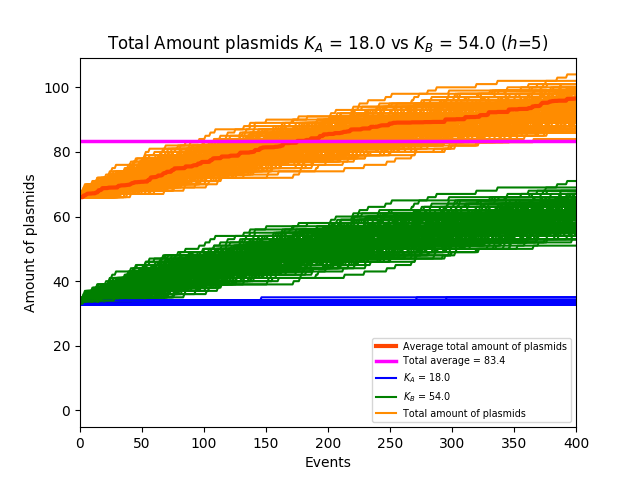 Total Amount plasmids K_A = 18.0 vs K_B = 54.0 (h=5)
Amount of plasmids
100
80
60
40
20
0
Average total amount of plasmids
Total average = 83.4
K_A = 18.0
K_B = 54.0
Total amount of plasmids
0 50 100 150 200 250 300 350 400
Events